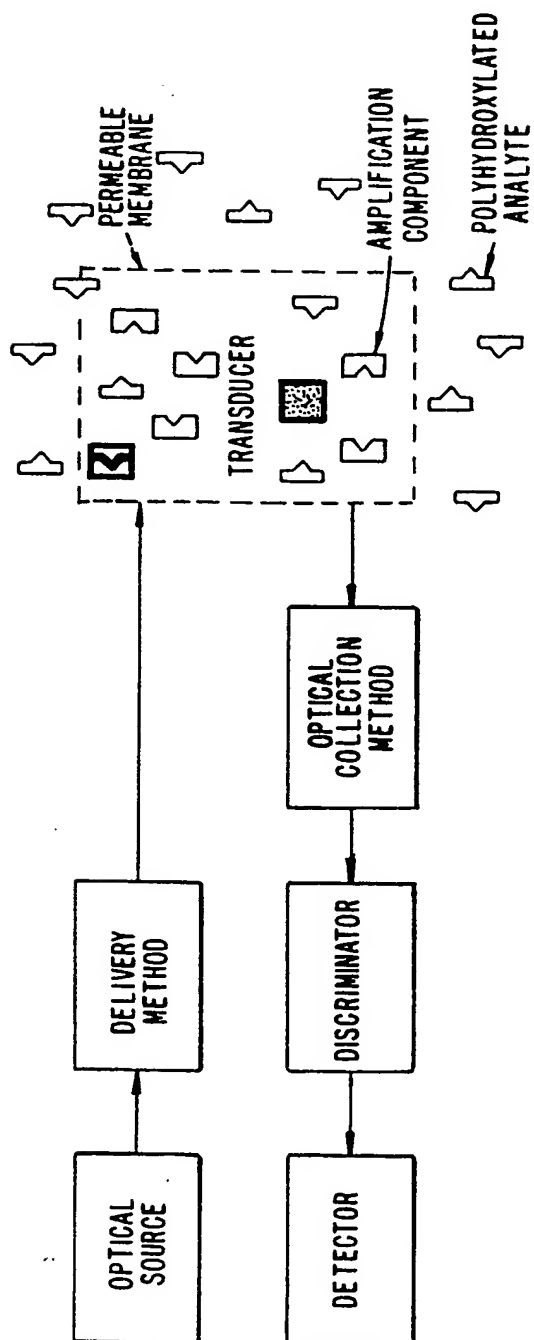 OPTICAL
SOURCE
DELIVERY
METHOD
PERMEABLE
MEMBRANE
TRANSDUCER
AMPLIFICATION
COMPONENT
POLYHYDROXYLATED
ANALYTE
OPTICAL
COLLECTION
METHOD
DISCRIMINATOR
DETECTOR